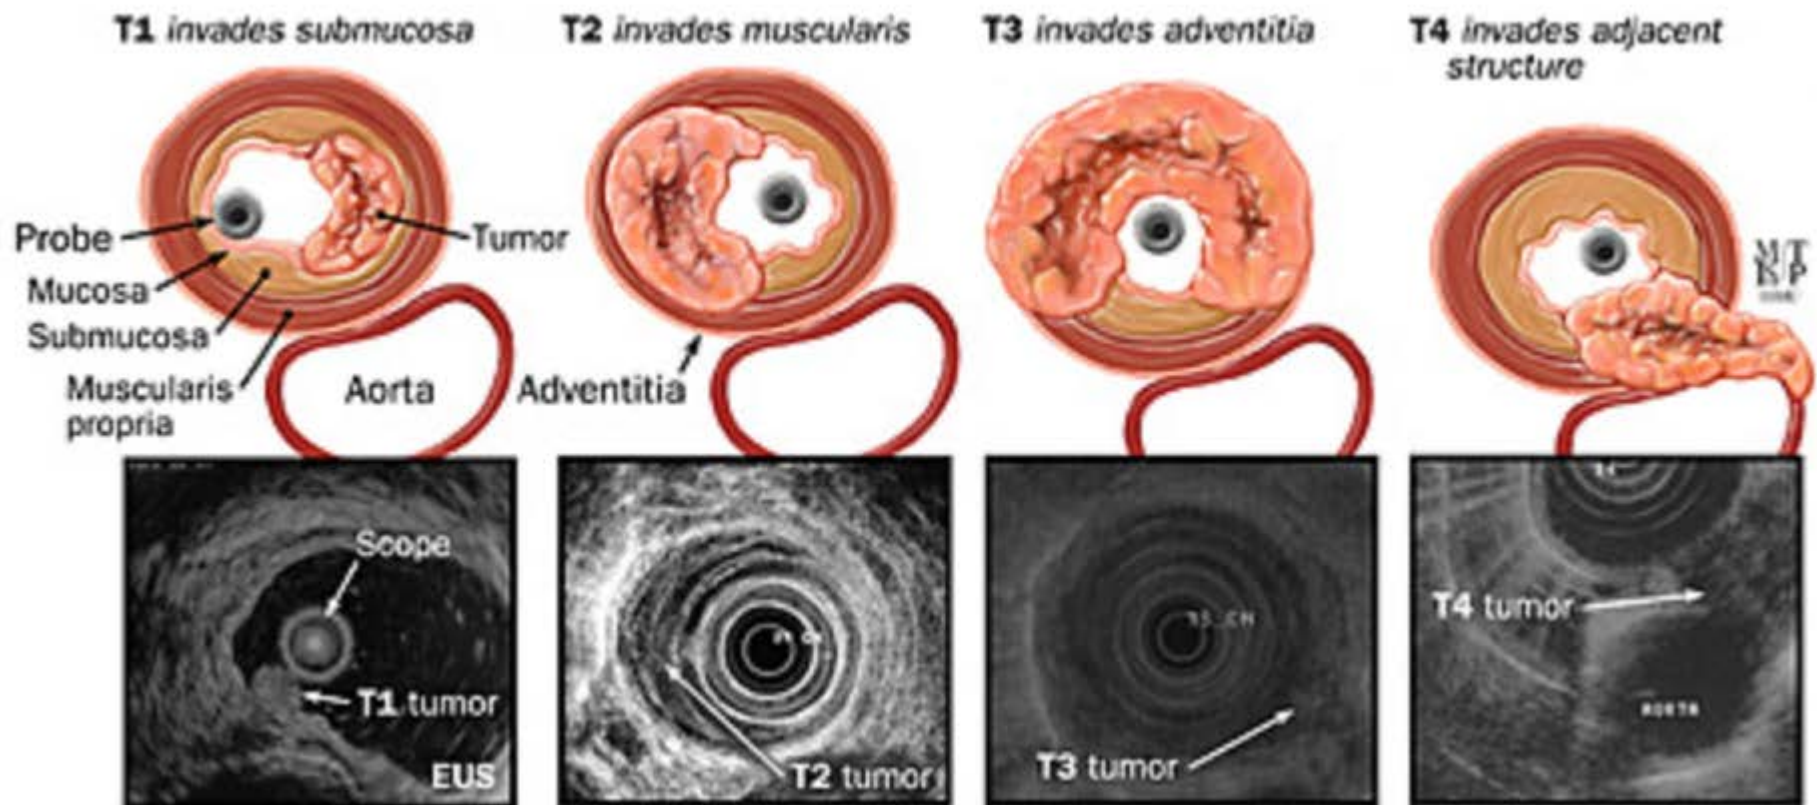 T1 invades submucosa
T2 invades muscularis
T3 invades adventitia
T4 invades adjacent
structure
Probe
Mucosa
Submucosa
Muscularis
propria
Tumor
Aorta
Adventitia
Scope
T1 tumor
EUS
T2 tumor
T3 tumor
T4 tumor
AORTA